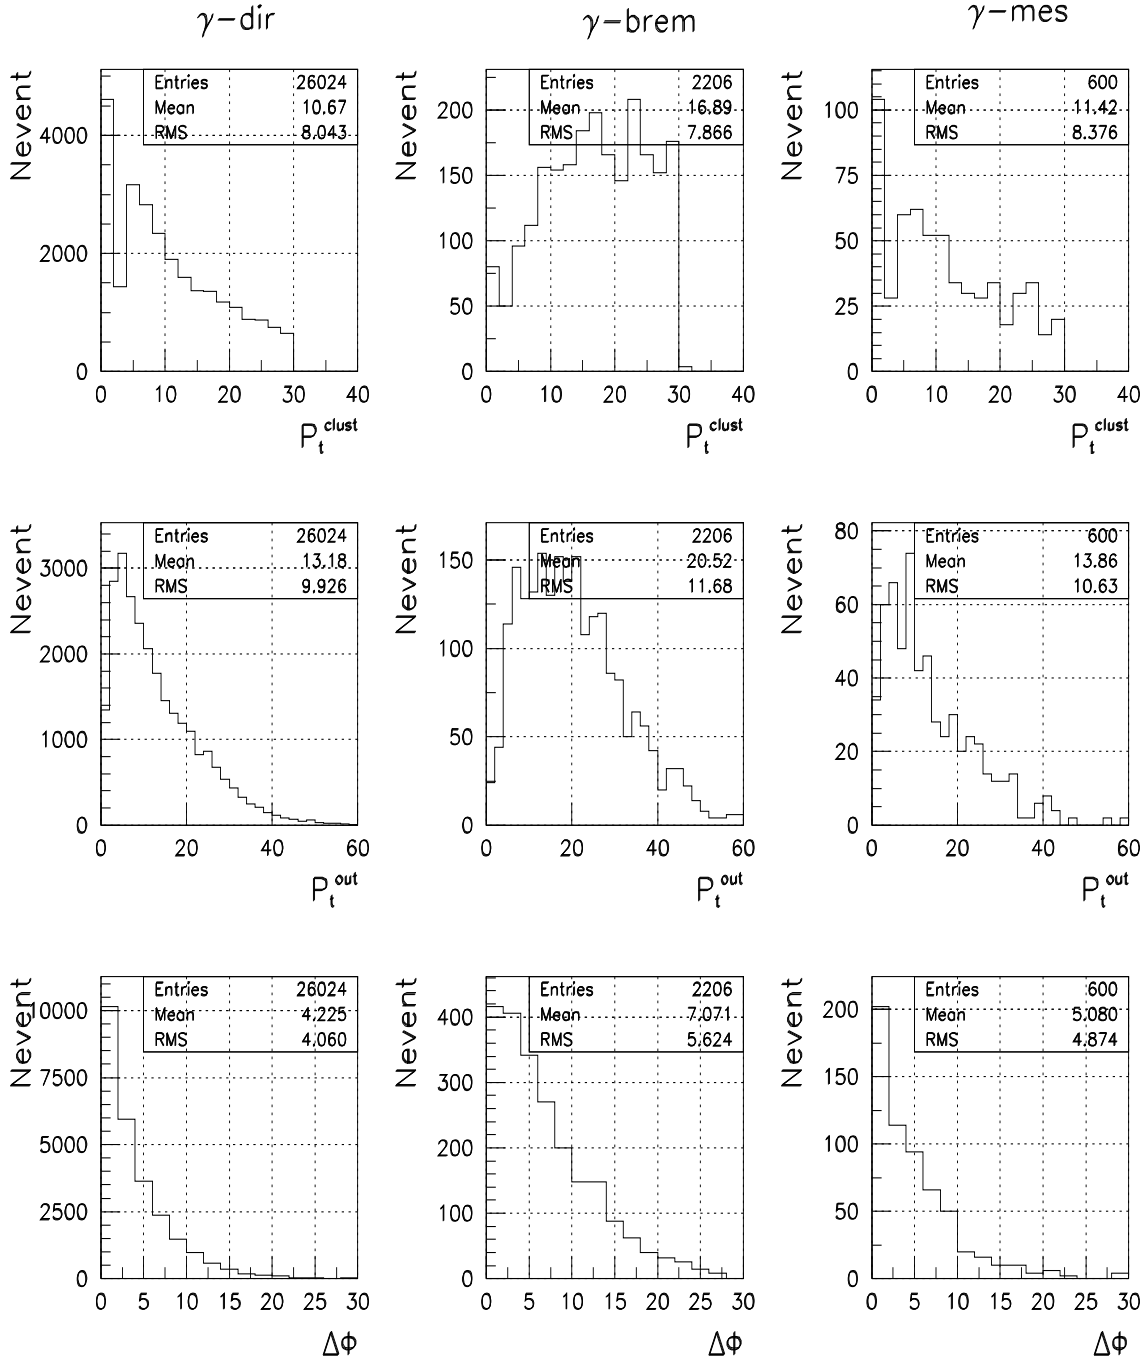 γ-dir γ-brem γ-mes
Nevent
Entries 26024
Mean 10.67
RMS 8.043
4000
2000
0
0 10 20 30 40
P_t^clust
Nevent
Entries 2206
Mean 16.89
RMS 7.866
200
150
100
50
0
0 10 20 30 40
P_t^clust
Nevent
Entries 600
Mean 11.42
RMS 8.376
100
75
50
25
0
0 10 20 30 40
P_t^clust
Nevent
Entries 26024
Mean 13.18
RMS 9.926
3000
2000
1000
0
0 20 40 60
P_t^out
Nevent
Entries 2206
Mean 20.52
RMS 11.68
150
100
50
0
0 20 40 60
P_t^out
Nevent
Entries 600
Mean 13.86
RMS 10.63
80
60
40
20
0
0 20 40 60
P_t^out
Nevent
Entries 26024
Mean 4.225
RMS 4.060
10000
7500
5000
2500
0
0 5 10 15 20 25 30
ΔΦ
Nevent
Entries 2206
Mean 7.071
RMS 5.624
400
300
200
100
0
0 5 10 15 20 25 30
ΔΦ
Nevent
Entries 600
Mean 5.080
RMS 4.874
200
150
100
50
0
0 5 10 15 20 25 30
ΔΦ